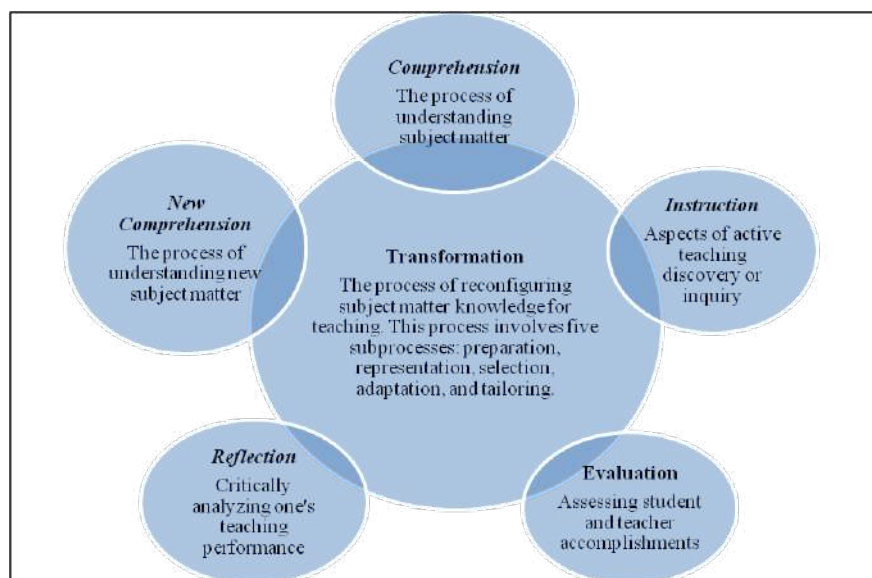 Comprehension
The process of
understanding
subject matter
New
Comprehension
The process of
understanding new
subject matter
Instruction
Aspects of active
teaching
discovery or
inquiry
Transformation
The process of reconfiguring
subject matter knowledge for
teaching. This process involves five
subprocesses: preparation,
representation, selection,
adaptation, and tailoring.
Reflection
Critically
analyzing one's
teaching
performance
Evaluation
Assessing student
and teacher
accomplishments